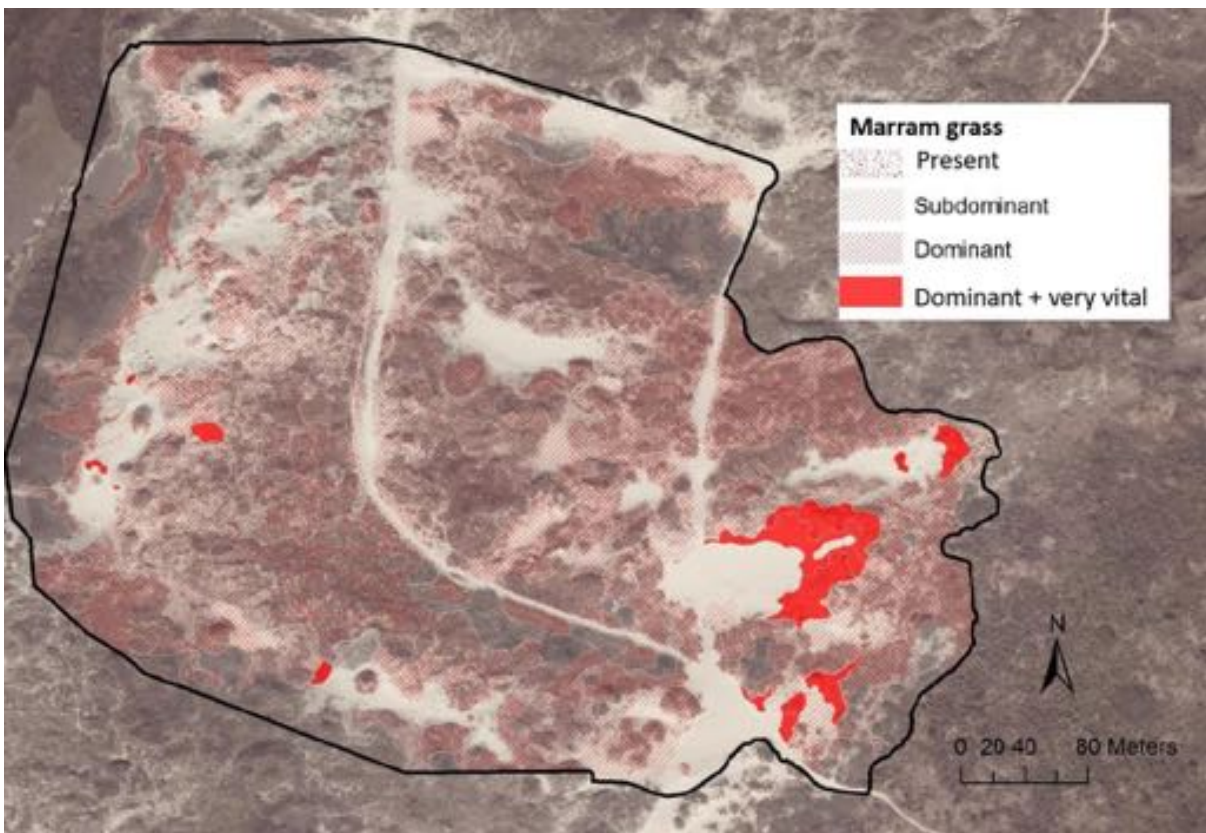 Marram grass
Present
Subdominant
Dominant
Dominant + very vital
N
0 20 40 80 Meters